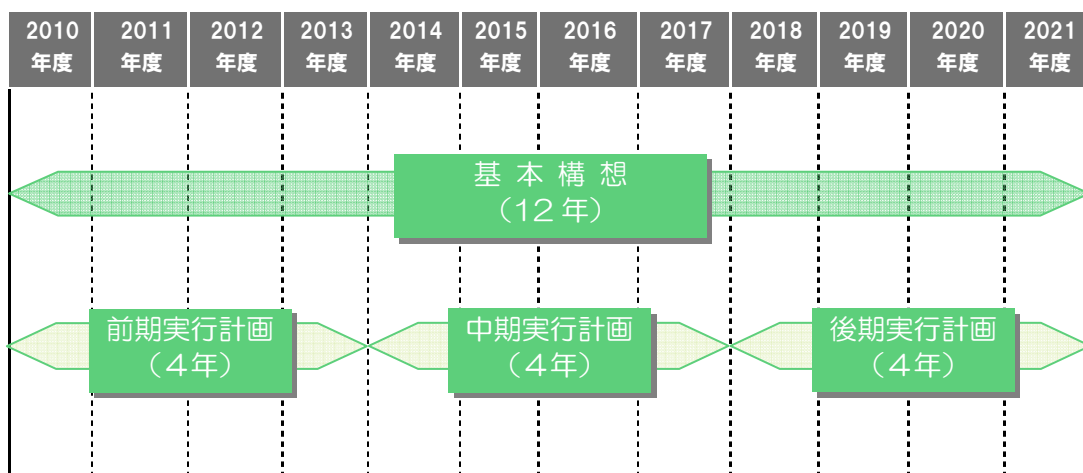 2010 2011 2012 2013 2014 2015 2016 2017 2018 2019 2020 2021
年度 年度 年度 年度 年度 年度 年度 年度 年度 年度 年度 年度
基 本 構 想
（12 年）
前期実行計画
（４年）
中期実行計画
（４年）
後期実行計画
（４年）